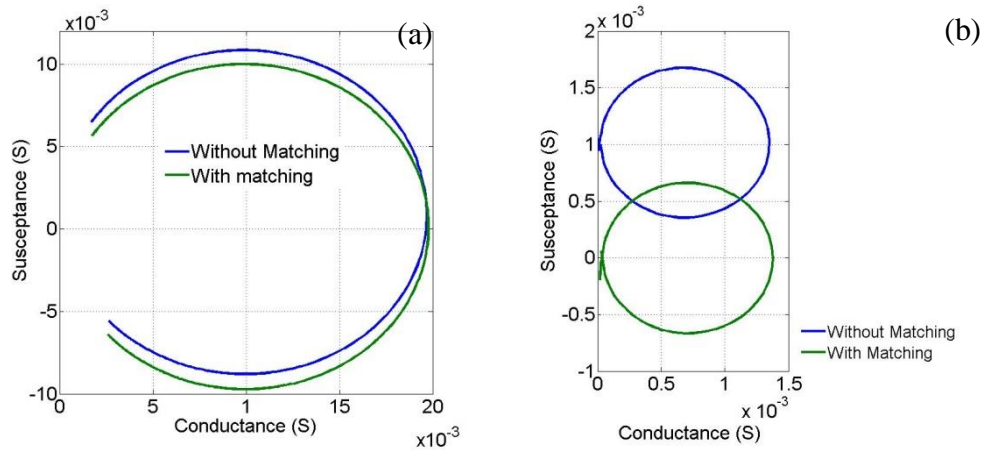 x10⁻³
(a)
10
5
0
-5
-10
0
5
10
15
20
x10⁻³
Susceptance (S)
Conductance (S)
Without Matching
With matching
x 10⁻³
(b)
2
1.5
1
0.5
0
-0.5
-1
0
0.5
1
1.5
x 10⁻³
Susceptance (S)
Conductance (S)
Without Matching
With Matching